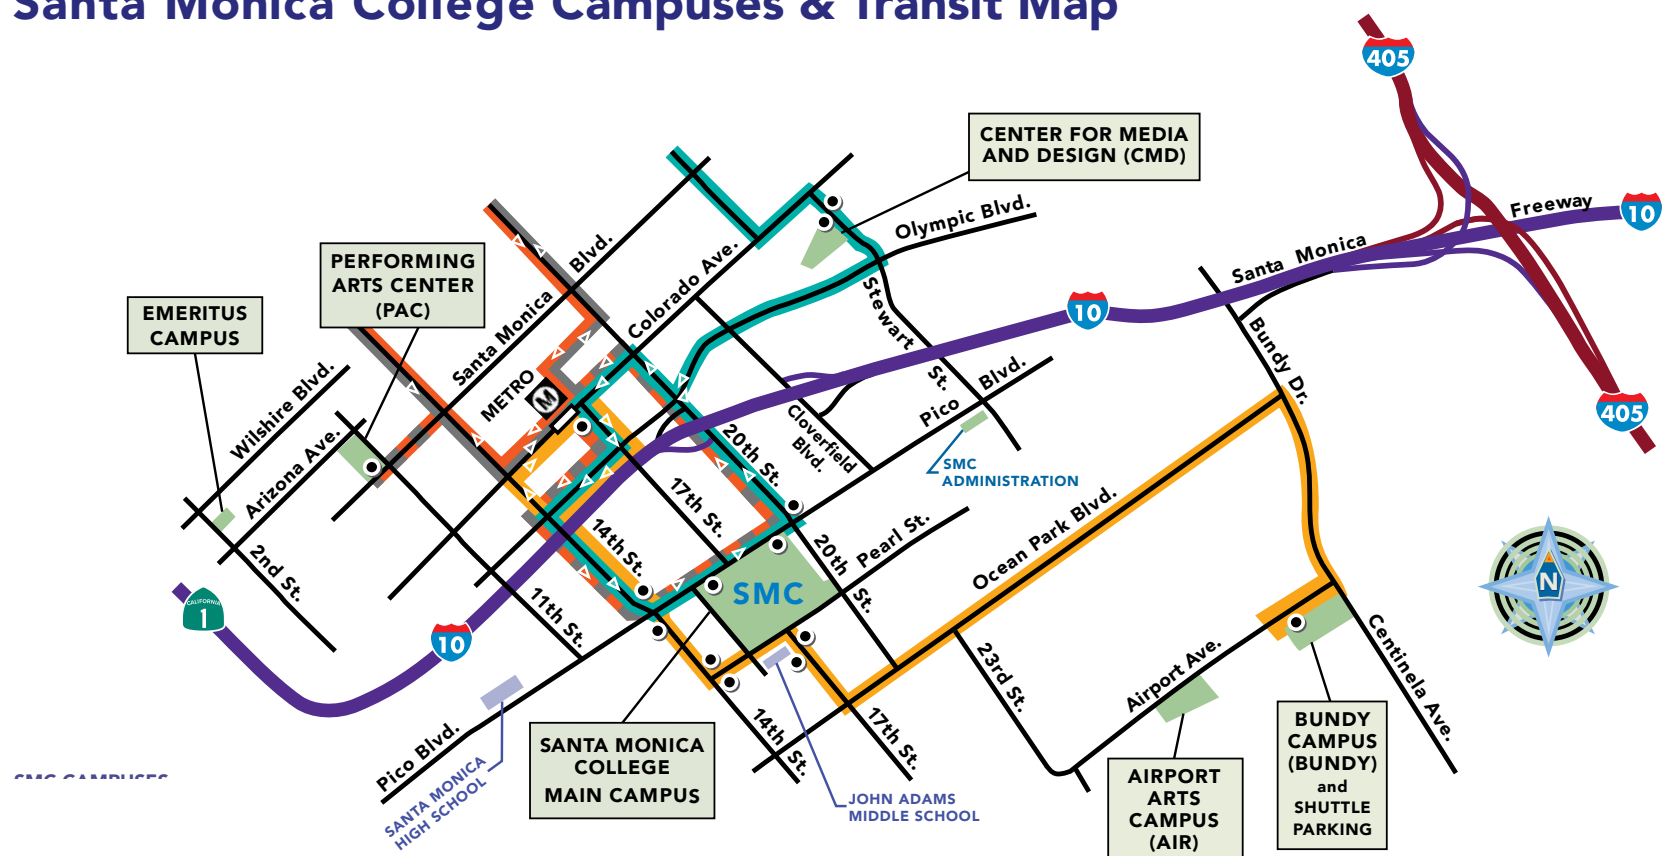 Santa Monica College Campuses & Transit Map
405
CENTER FOR MEDIA
AND DESIGN (CMD)
Freeway
10
Olympic Blvd.
Santa Monica
Blvd.
Santa Monica
Colorado Ave.
PERFORMING
ARTS CENTER
(PAC)
EMERITUS
CAMPUS
Stewart
St.
10
Bundy Dr.
METRO
M
Wilshire Blvd.
Arizona Ave.
Pico
Blvd.
405
Cloverfield
Blvd.
20th St.
SMC
ADMINISTRATION
17th St.
Ocean Park Blvd.
Pearl St.
14th St.
20th
St.
2nd St.
SMC
N
CALIFORNIA
1
10
11th St.
Centinela Ave.
Airport Ave.
23rd St.
Pico Blvd.
14th
St.
17th St.
SANTA MONICA
HIGH SCHOOL
SANTA MONICA
COLLEGE
MAIN CAMPUS
JOHN ADAMS
MIDDLE SCHOOL
AIRPORT
ARTS
CAMPUS
(AIR)
BUNDY
CAMPUS
(BUNDY)
and
SHUTTLE
PARKING
SMC CAMPUSES